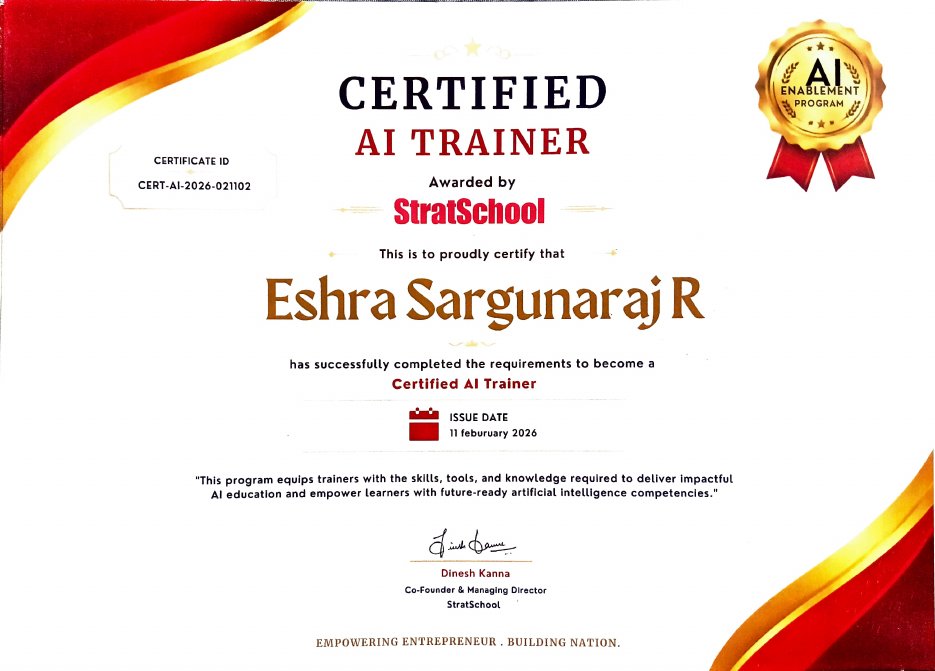 CERTIFIED
AI TRAINER
AI
ENABLEMENT
PROGRAM
CERTIFICATE ID
CERT-AI-2026-021102
Awarded by
StratSchool
This is to proudly certify that
Eshra Sargunaraj R
has successfully completed the requirements to become a
Certified AI Trainer
ISSUE DATE
11 feburuary 2026
"This program equips trainers with the skills, tools, and knowledge required to deliver impactful
AI education and empower learners with future-ready artificial intelligence competencies."
Dinesh Kanna
Dinesh Kanna
Co-Founder & Managing Director
StratSchool
EMPOWERING ENTREPRENEUR . BUILDING NATION.